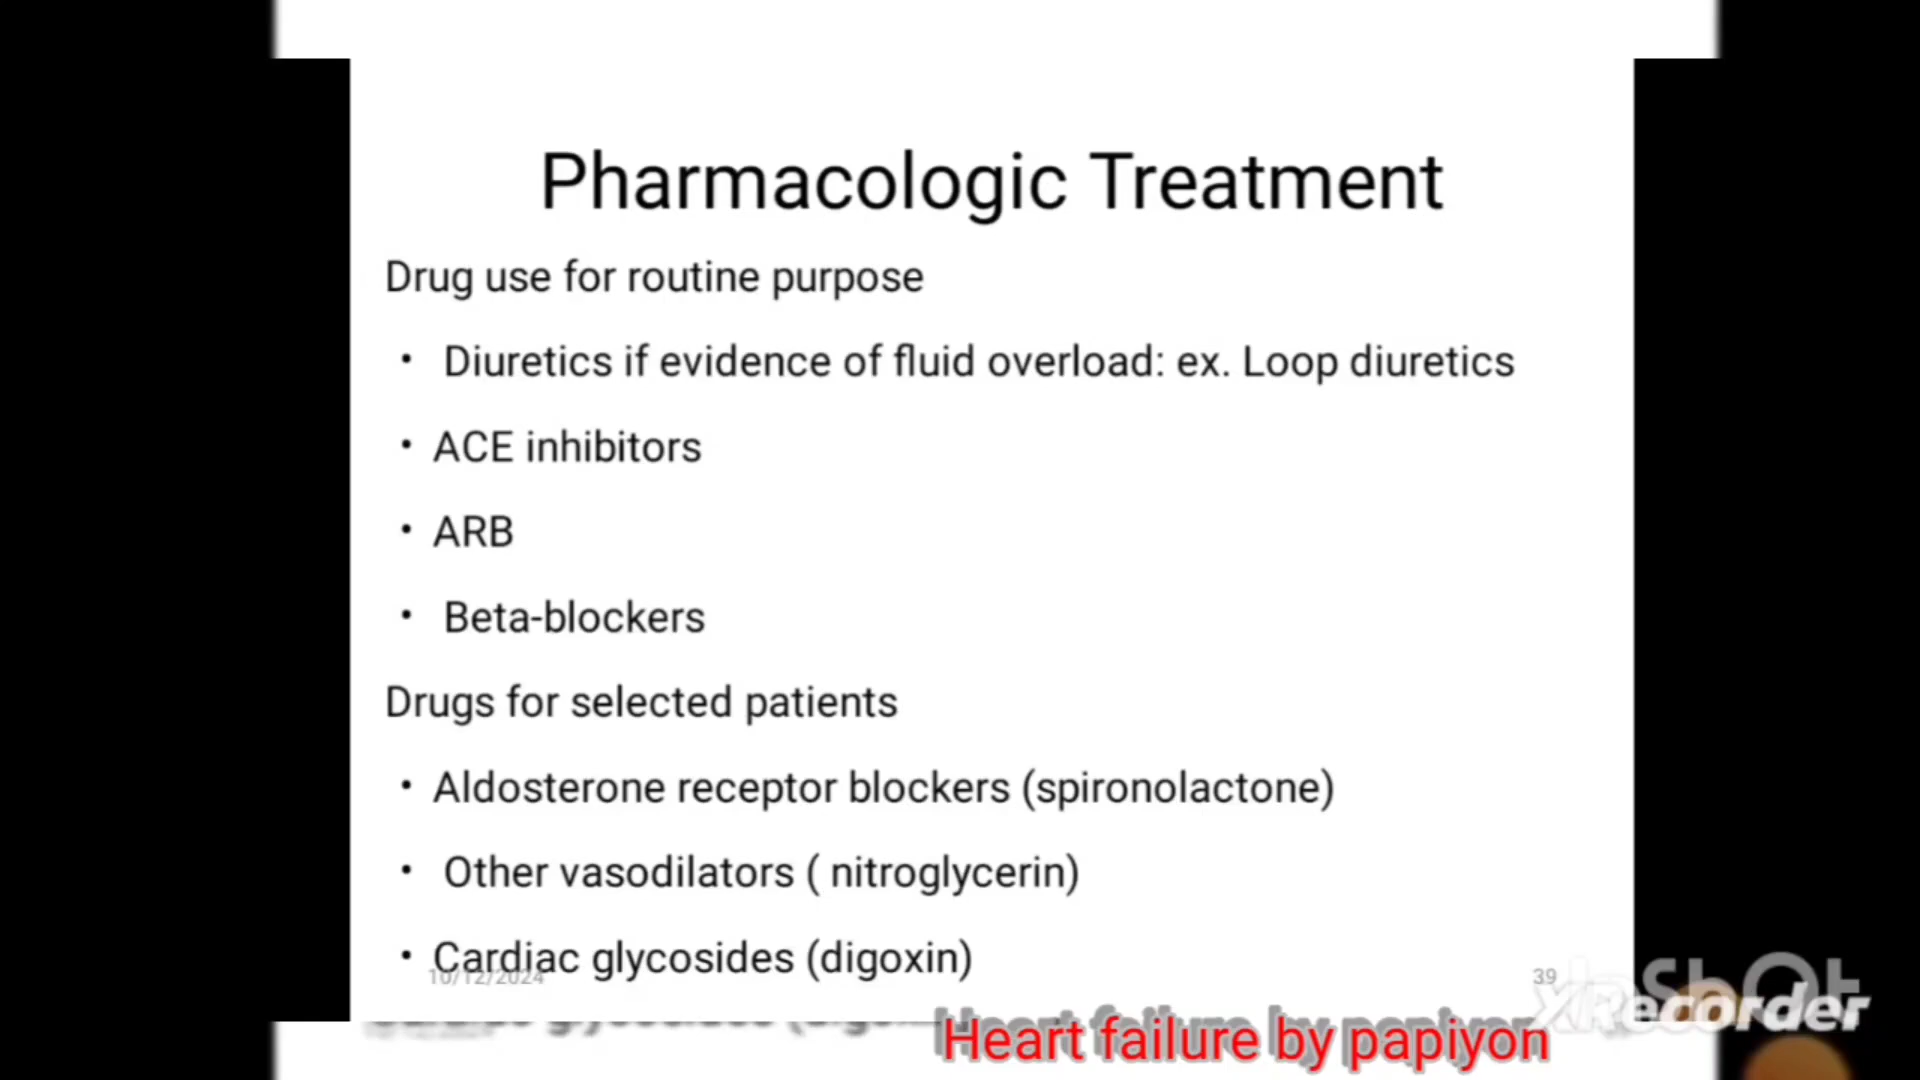 Pharmacologic Treatment
Drug use for routine purpose
• Diuretics if evidence of fluid overload: ex. Loop diuretics
• ACE inhibitors
• ARB
• Beta-blockers
Drugs for selected patients
• Aldosterone receptor blockers (spironolactone)
• Other vasodilators ( nitroglycerin)
• Cardiac glycosides (digoxin)
10/12/2024
39
InShOt
XRecorder
Heart failure by papiyon